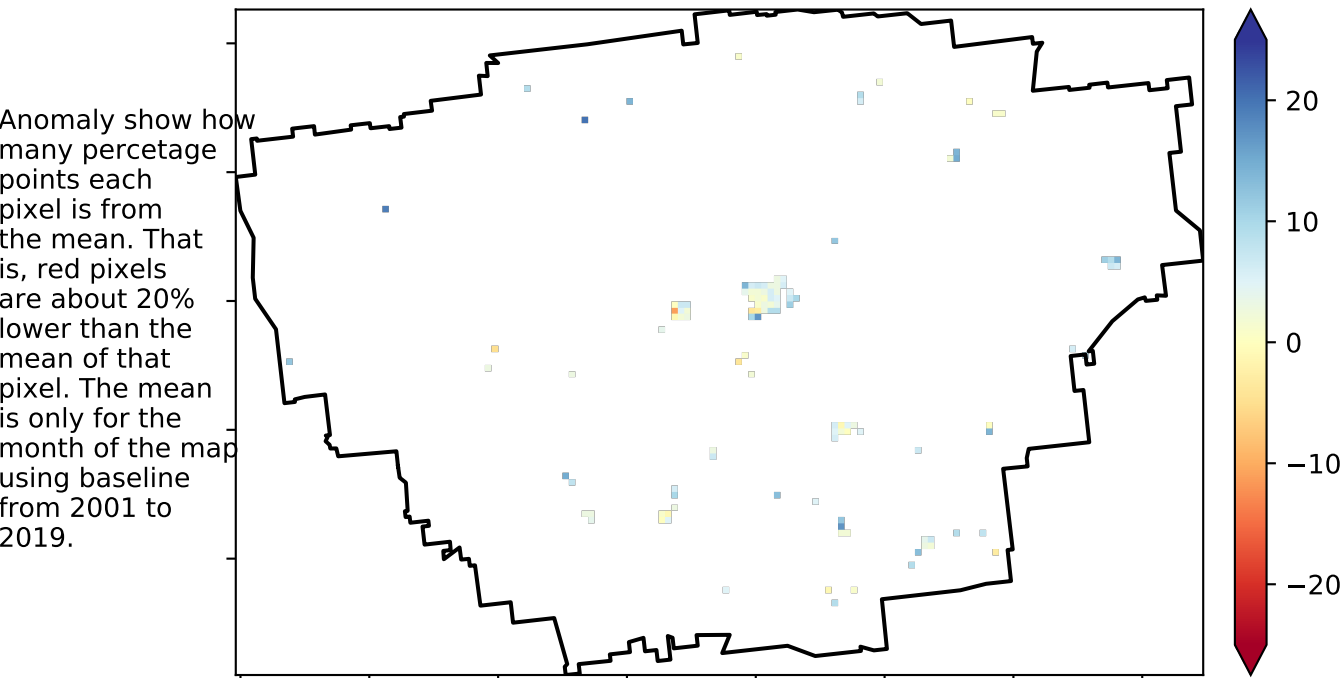 Anomaly show how
many percetage
points each
pixel is from
the mean. That
is, red pixels
are about 20%
lower than the
mean of that
pixel. The mean
is only for the
month of the map
using baseline
from 2001 to
2019.
20
10
0
−10
−20